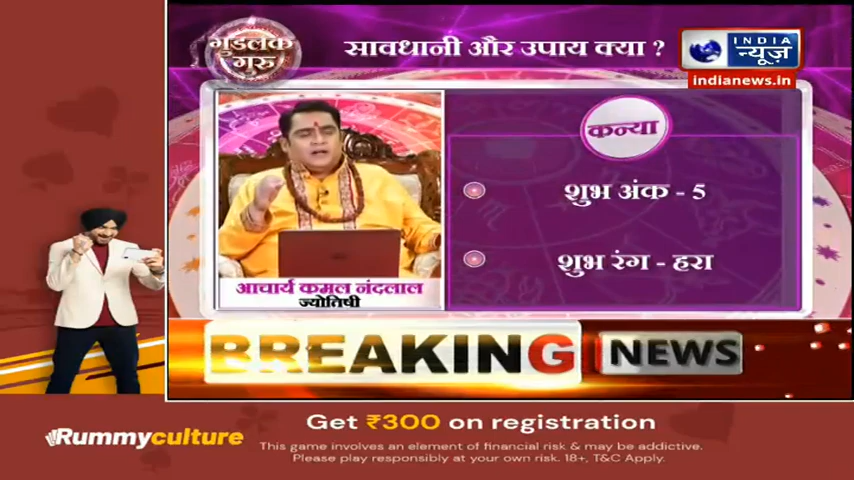 गुडलक
गुरु
सावधानी और उपाय क्या ?
INDIA
न्यूज़
indianews.in
कन्या
शुभ अंक - 5
शुभ रंग - हरा
आचार्य कमल नंदलाल
ज्योतिषी
BREAKING NEWS
Rummyculture
Get ₹300 on registration
This game involves an element of financial risk & may be addictive.
Please play responsibly at your own risk. 18+, T&C Apply.